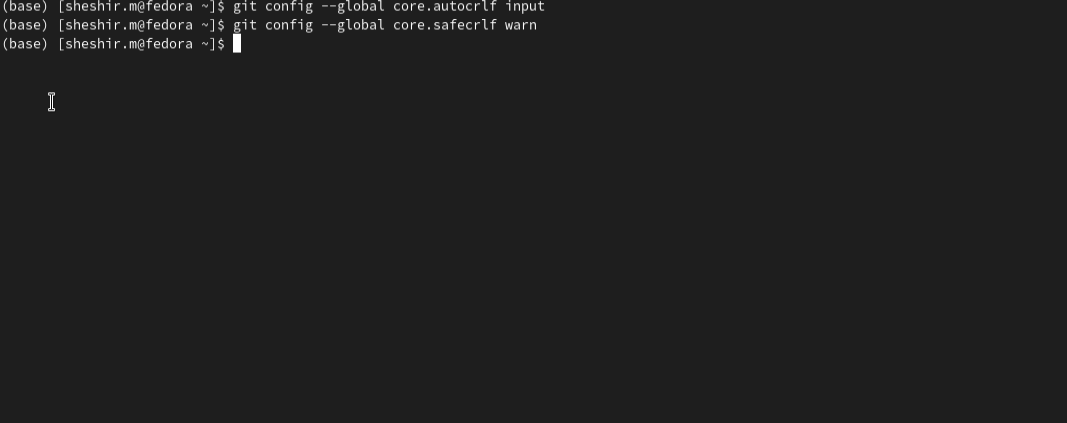 (base) [sheshir.m@fedora ~]$ git config --global core.autocrlf input
(base) [sheshir.m@fedora ~]$ git config --global core.safecrlf warn
(base) [sheshir.m@fedora ~]$